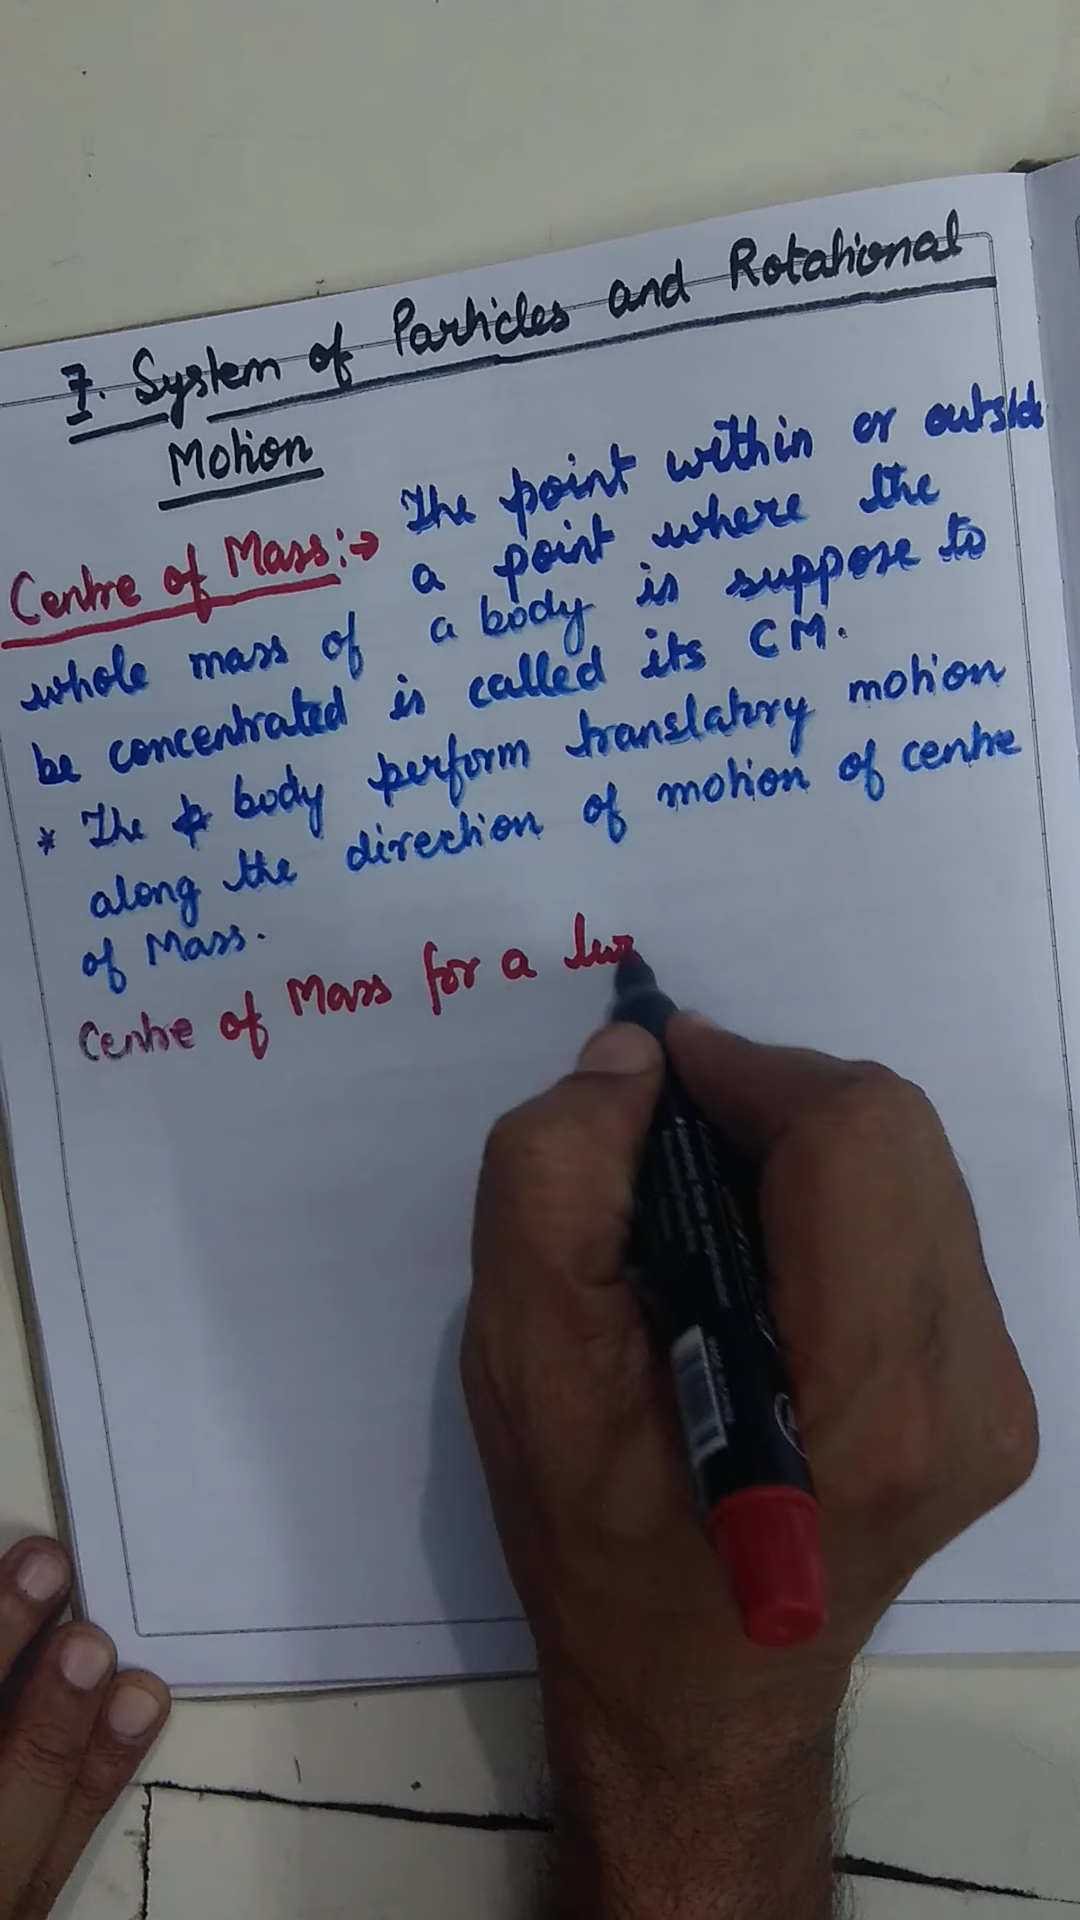 7. System of Particles and Rotational
Motion
Centre of Mass:→ The point within or outside
a point where the
whole mass of a body is suppose to
be concentrated is called its CM.
* The body perform translatory motion
along the direction of motion of centre
of Mass.
Centre of Mass for a